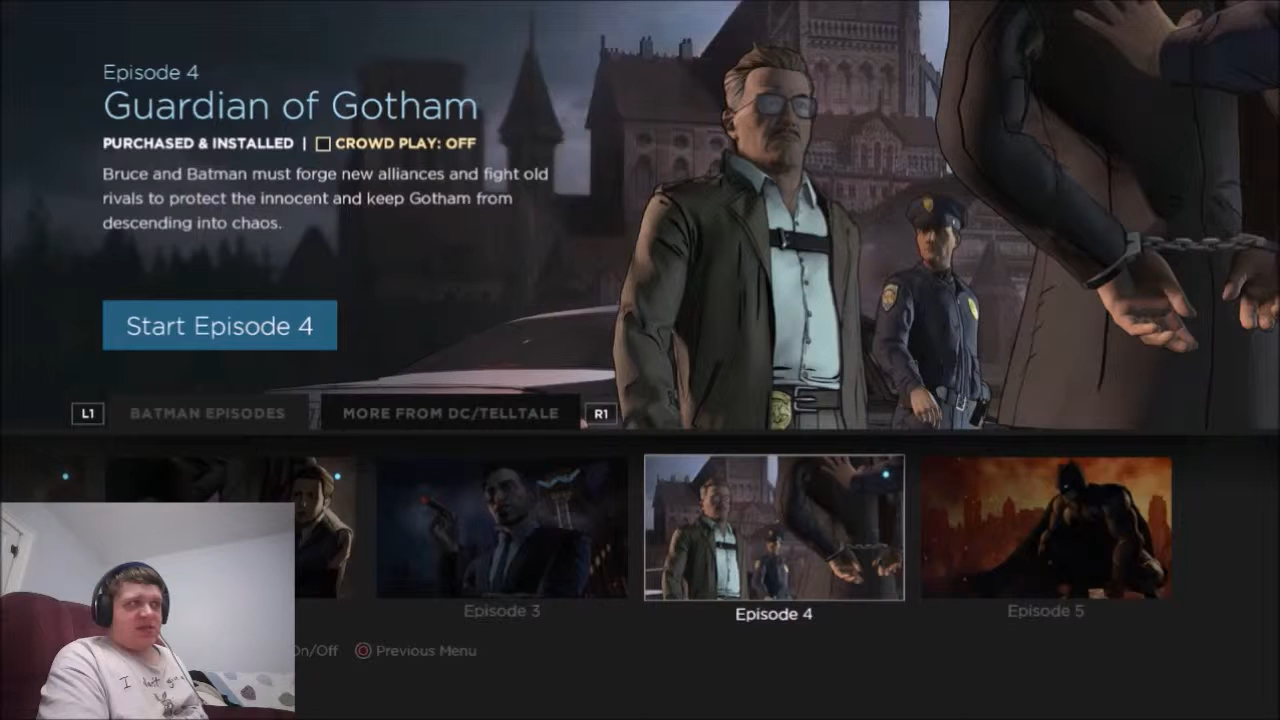 Episode 4
Guardian of Gotham
PURCHASED & INSTALLED | CROWD PLAY: OFF
Bruce and Batman must forge new alliances and fight old
rivals to protect the innocent and keep Gotham from
descending into chaos.
Start Episode 4
L1 BATMAN EPISODES MORE FROM DC/TELLTALE R1
Episode 3 Episode 4 Episode 5
On/Off Previous Menu
I don't